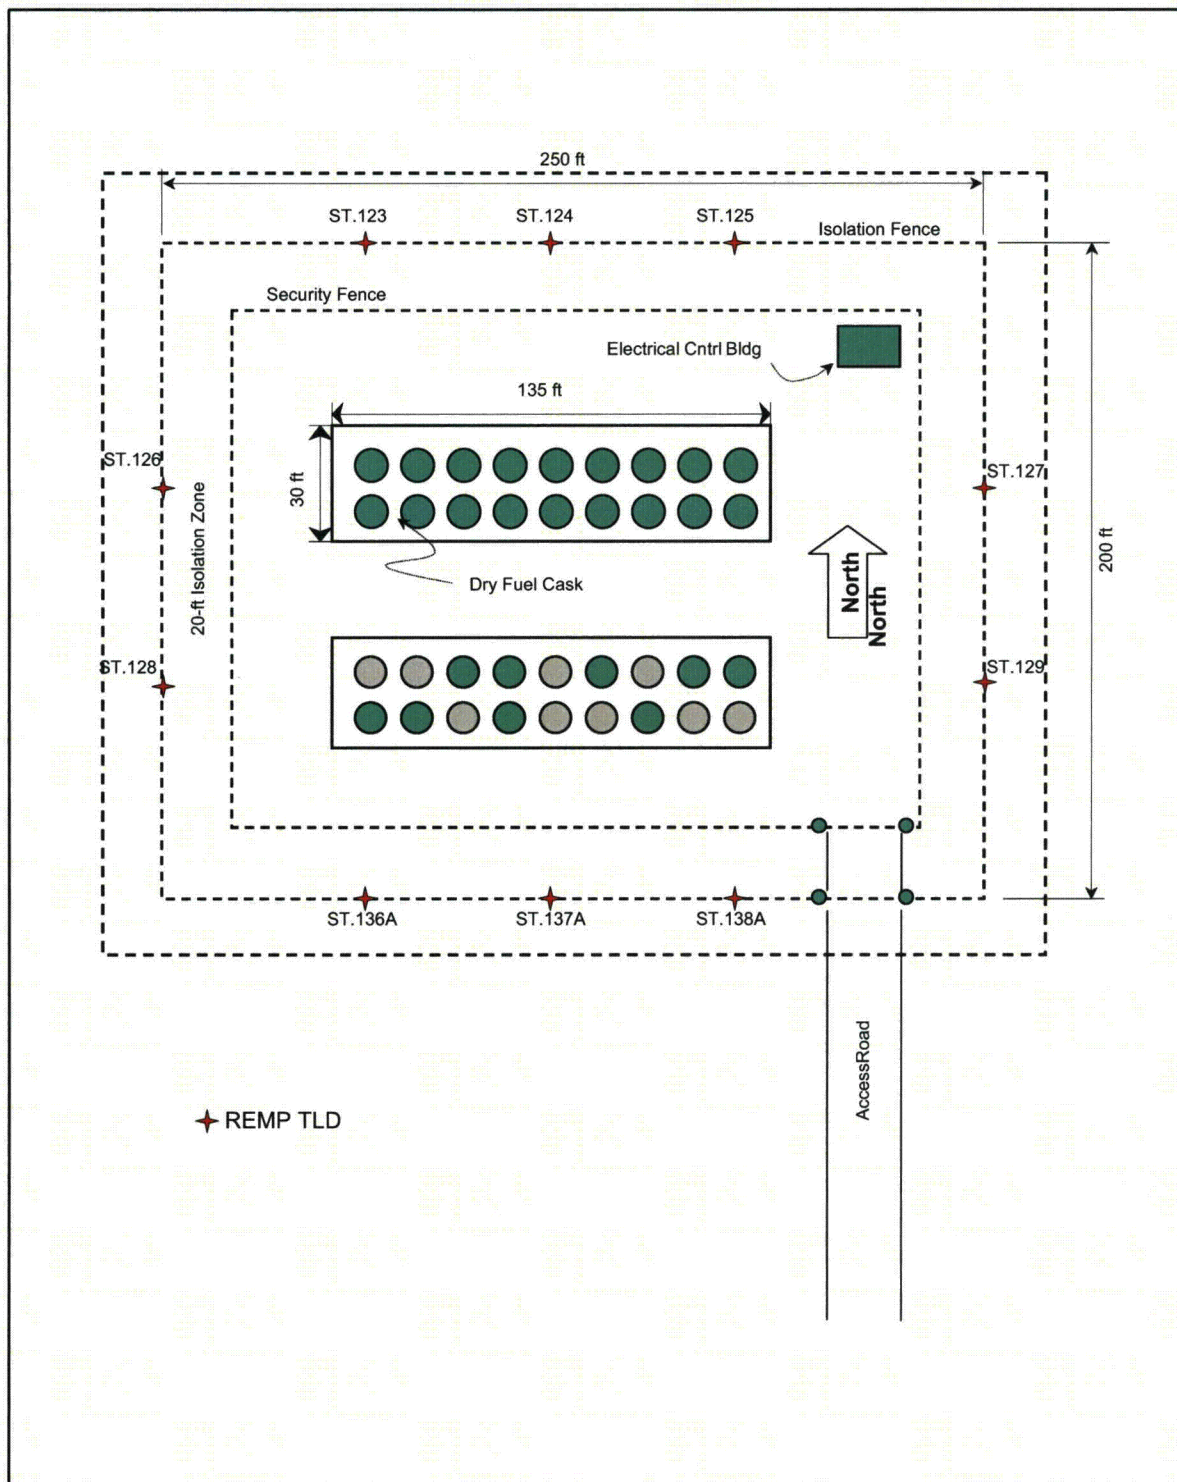 250 ft
ST.123
ST.124
ST.125
Isolation Fence
Security Fence
Electrical Cntrl Bldg
135 ft
ST.126
ST.127
30 ft
20-ft Isolation Zone
200 ft
North
North
Dry Fuel Cask
ST.128
ST.129
ST.136A
ST.137A
ST.138A
AccessRoad
REMP TLD